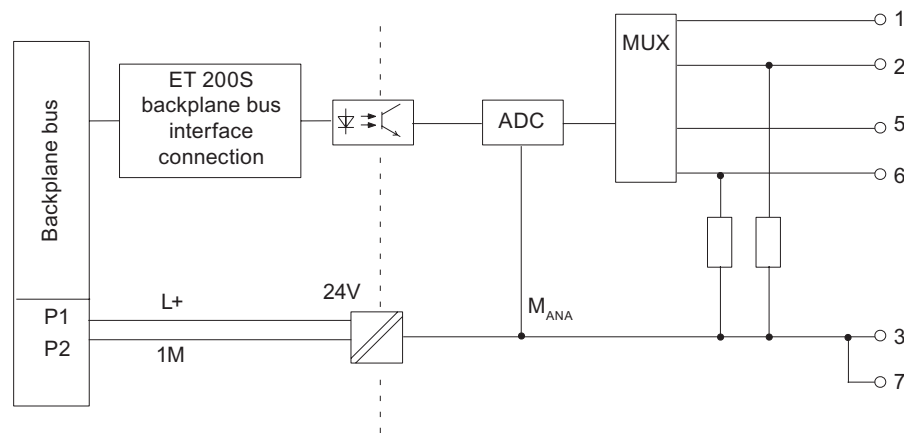 Backplane bus
ET 200S
backplane bus
interface
connection
ADC
MUX
1
2
5
6
24V
L+
P1
P2
1M
M_ANA
3
7